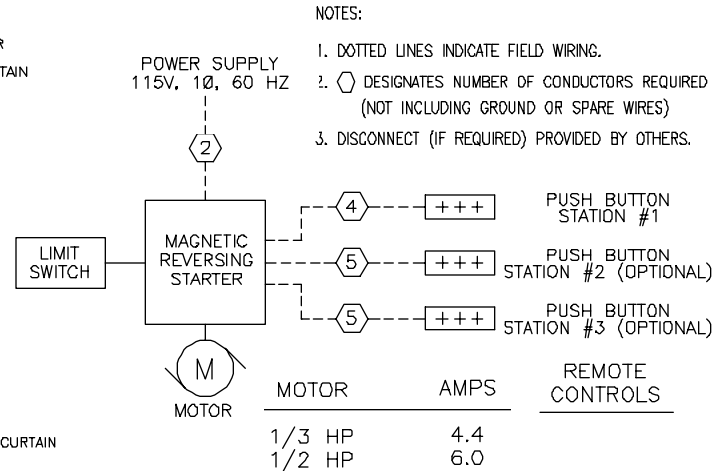 NOTES:
1. DOTTED LINES INDICATE FIELD WIRING.
2. DESIGNATES NUMBER OF CONDUCTORS REQUIRED
(NOT INCLUDING GROUND OR SPARE WIRES)
3. DISCONNECT (IF REQUIRED) PROVIDED BY OTHERS.
R
TAIN
POWER SUPPLY
115V, 1Ø, 60 HZ
2
LIMIT
SWITCH
MAGNETIC
REVERSING
STARTER
4
+++
PUSH BUTTON
STATION #1
5
+++
PUSH BUTTON
STATION #2 (OPTIONAL)
5
+++
PUSH BUTTON
STATION #3 (OPTIONAL)
M
MOTOR
REMOTE
CONTROLS
MOTOR AMPS
1/3 HP 4.4
1/2 HP 6.0
CURTAIN